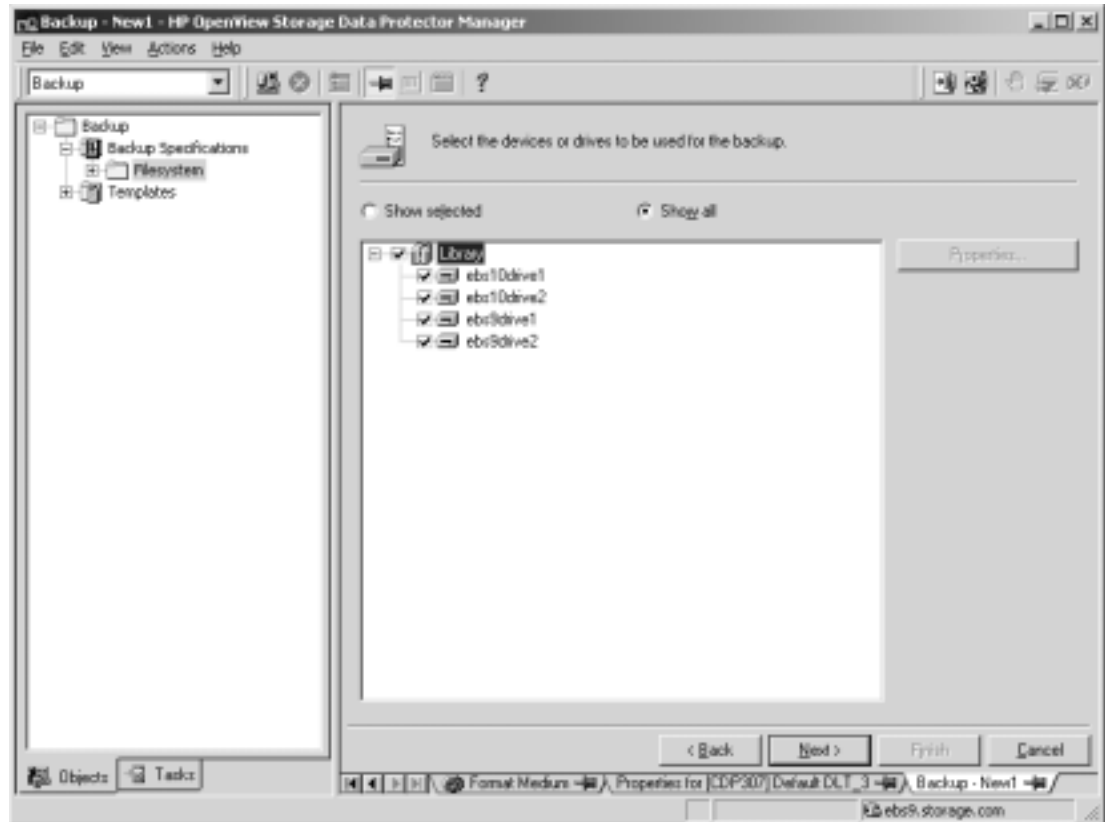 Backup - New1 - HP OpenView Storage Data Protector Manager
File Edit View Actions Help
Backup
?
Backup
Backup Specifications
Filesystem
Templates
Select the devices or drives to be used for the backup.
Show selected
Show all
Library
ebs10drive1
ebs10drive2
ebs9drive1
ebs9drive2
Properties...
< Back
Next >
Finish
Cancel
Objects
Tasks
Format Medium
Properties for [CDP307] Default DLT_3
Backup - New1
ebs9.storage.com